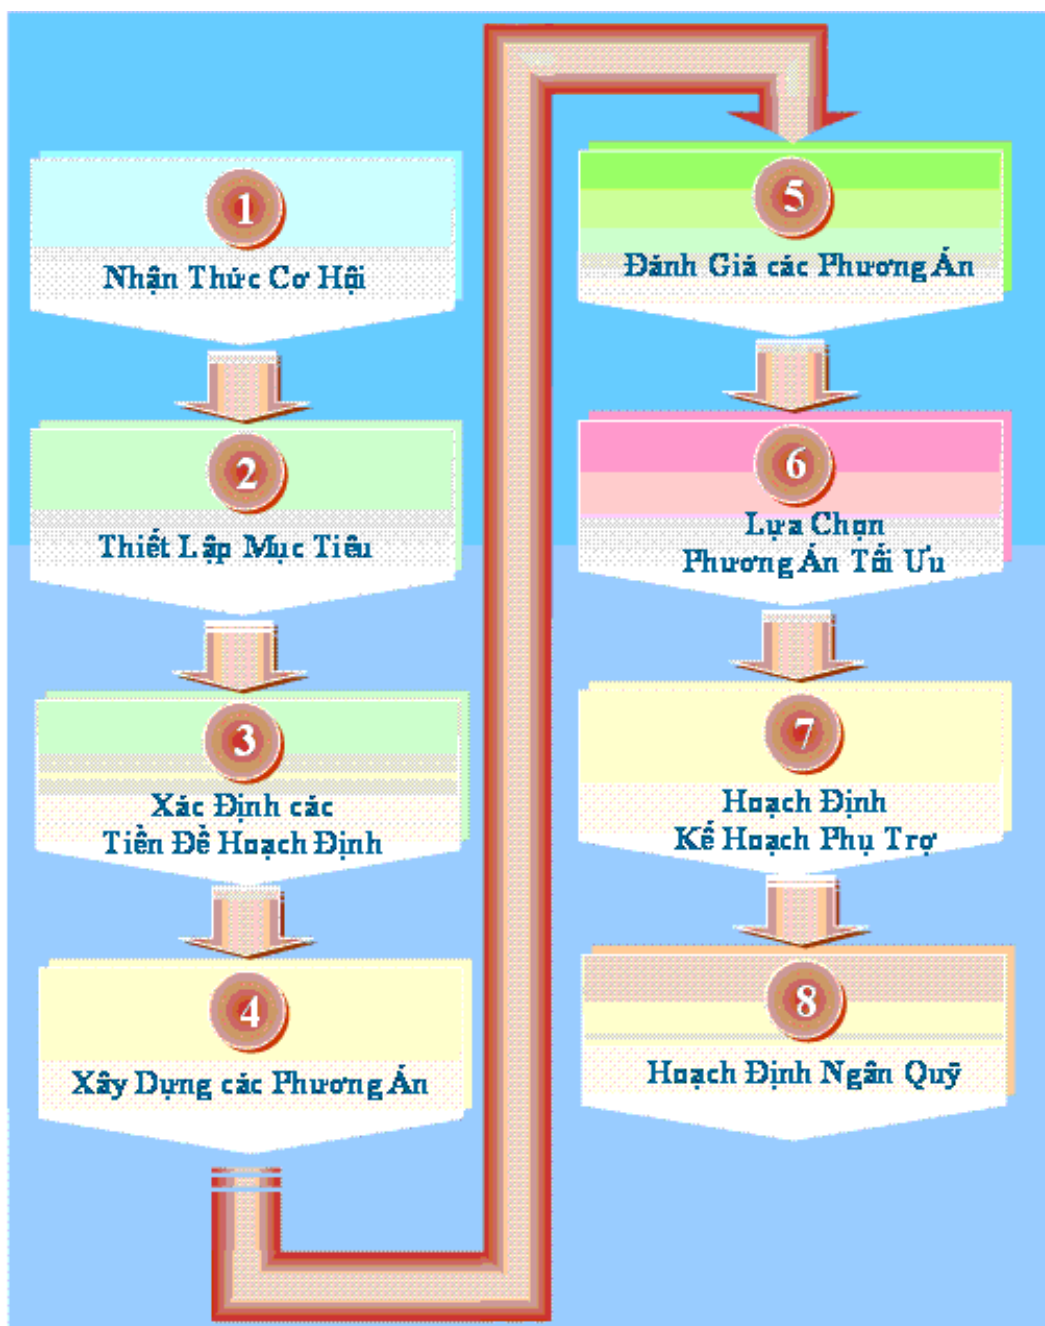 1
Nhận Thức Cơ Hội
2
Thiết Lập Mục Tiêu
3
Xác Định các
Tiền Đề Hoạch Định
4
Xây Dựng các Phương Án
5
Đánh Giá các Phương Án
6
Lựa Chọn
Phương Án Tối Ưu
7
Hoạch Định
Kế Hoạch Phụ Trợ
8
Hoạch Định Ngân Quỹ